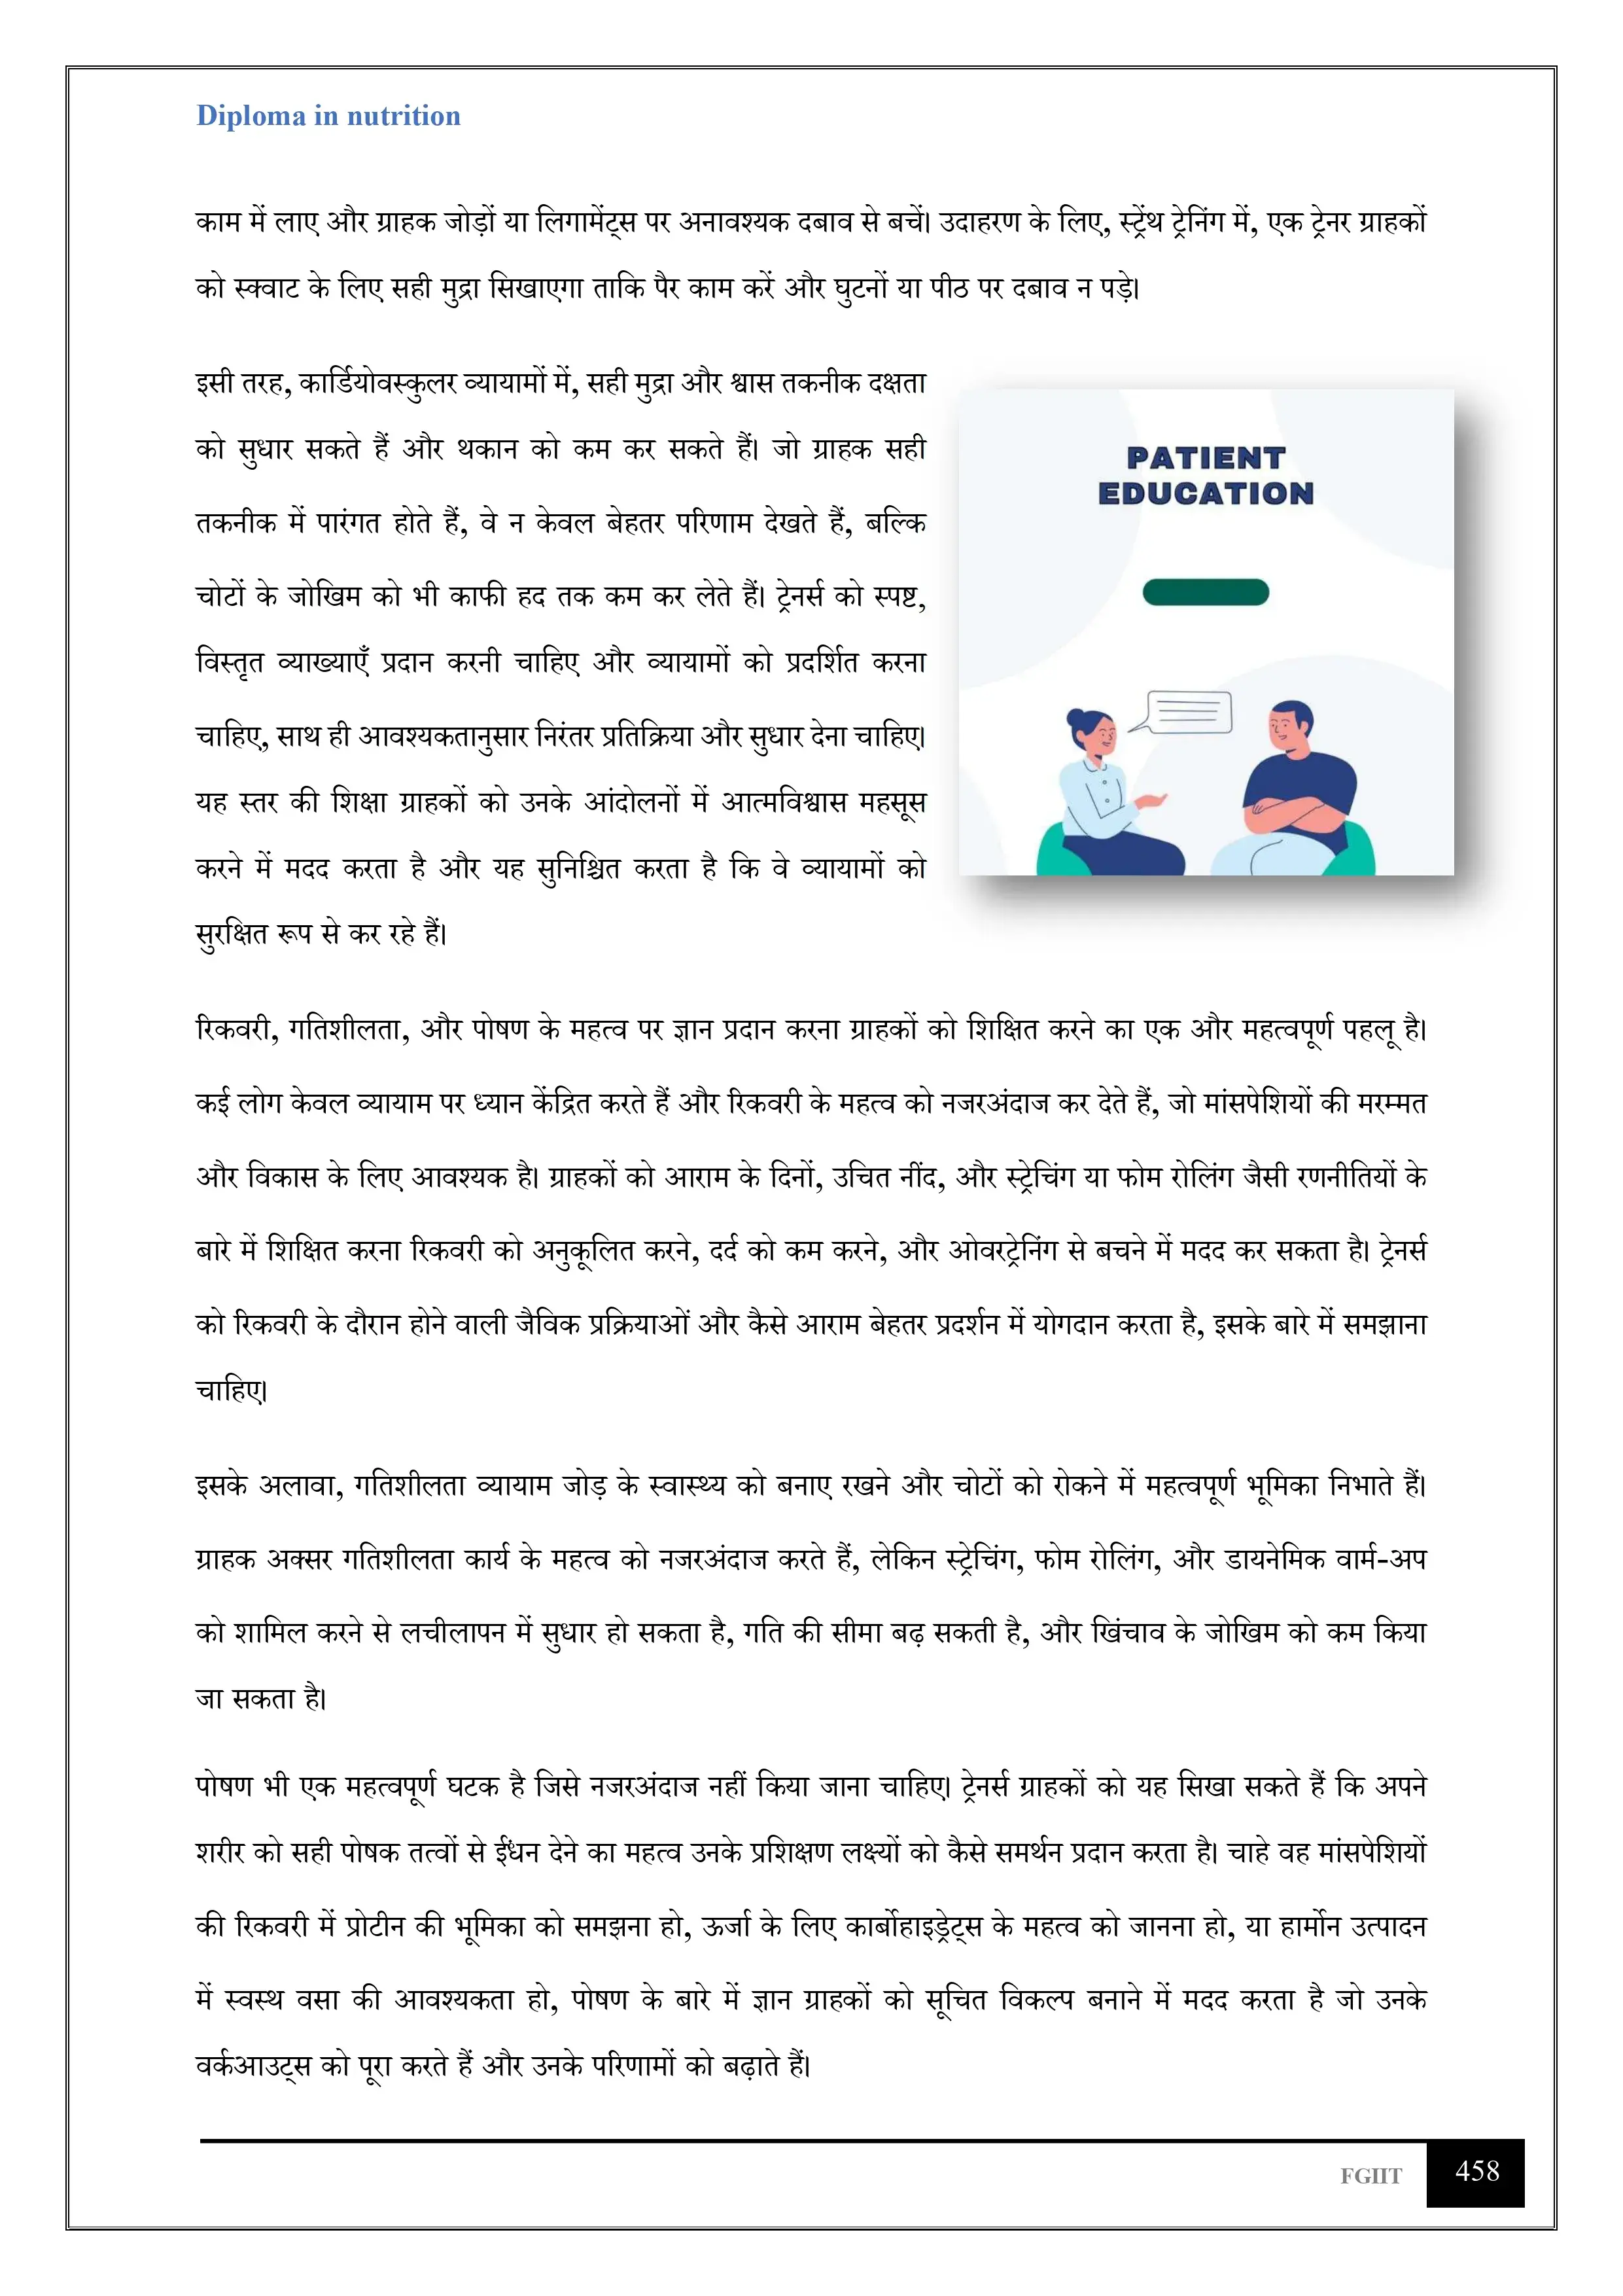 Diploma in nutrition
काम में लाए और ग्राहक जोड़ों या लिगामेंट्स पर अनावश्यक दबाव से बचें। उदाहरण के लिए, स्ट्रेंथ ट्रेनिंग में, एक ट्रेनर ग्राहकों
को स्क्वाट के लिए सही मुद्रा सिखाएगा ताकि पैर काम करें और घुटनों या पीठ पर दबाव न पड़े।
इसी तरह, कार्डियोवस्कुलर व्यायामों में, सही मुद्रा और श्वास तकनीक दक्षता
को सुधार सकते हैं और थकान को कम कर सकते हैं। जो ग्राहक सही
तकनीक में पारंगत होते हैं, वे न केवल बेहतर परिणाम देखते हैं, बल्कि
चोटों के जोखिम को भी काफी हद तक कम कर लेते हैं। ट्रेनर्स को स्पष्ट,
विस्तृत व्याख्याएँ प्रदान करनी चाहिए और व्यायामों को प्रदर्शित करना
चाहिए, साथ ही आवश्यकतानुसार निरंतर प्रतिक्रिया और सुधार देना चाहिए।
यह स्तर की शिक्षा ग्राहकों को उनके आंदोलनों में आत्मविश्वास महसूस
करने में मदद करता है और यह सुनिश्चित करता है कि वे व्यायामों को
सुरक्षित रूप से कर रहे हैं।
PATIENT
EDUCATION
रिकवरी, गतिशीलता, और पोषण के महत्व पर ज्ञान प्रदान करना ग्राहकों को शिक्षित करने का एक और महत्वपूर्ण पहलू है।
कई लोग केवल व्यायाम पर ध्यान केंद्रित करते हैं और रिकवरी के महत्व को नजरअंदाज कर देते हैं, जो मांसपेशियों की मरम्मत
और विकास के लिए आवश्यक है। ग्राहकों को आराम के दिनों, उचित नींद, और स्ट्रेचिंग या फोम रोलिंग जैसी रणनीतियों के
बारे में शिक्षित करना रिकवरी को अनुकूलित करने, दर्द को कम करने, और ओवरट्रेनिंग से बचने में मदद कर सकता है। ट्रेनर्स
को रिकवरी के दौरान होने वाली जैविक प्रक्रियाओं और कैसे आराम बेहतर प्रदर्शन में योगदान करता है, इसके बारे में समझाना
चाहिए।
इसके अलावा, गतिशीलता व्यायाम जोड़ के स्वास्थ्य को बनाए रखने और चोटों को रोकने में महत्वपूर्ण भूमिका निभाते हैं।
ग्राहक अक्सर गतिशीलता कार्य के महत्व को नजरअंदाज करते हैं, लेकिन स्ट्रेचिंग, फोम रोलिंग, और डायनेमिक वार्म-अप
को शामिल करने से लचीलापन में सुधार हो सकता है, गति की सीमा बढ़ सकती है, और खिंचाव के जोखिम को कम किया
जा सकता है।
पोषण भी एक महत्वपूर्ण घटक है जिसे नजरअंदाज नहीं किया जाना चाहिए। ट्रेनर्स ग्राहकों को यह सिखा सकते हैं कि अपने
शरीर को सही पोषक तत्वों से ईंधन देने का महत्व उनके प्रशिक्षण लक्ष्यों को कैसे समर्थन प्रदान करता है। चाहे वह मांसपेशियों
की रिकवरी में प्रोटीन की भूमिका को समझना हो, ऊर्जा के लिए कार्बोहाइड्रेट्स के महत्व को जानना हो, या हार्मोन उत्पादन
में स्वस्थ वसा की आवश्यकता हो, पोषण के बारे में ज्ञान ग्राहकों को सूचित विकल्प बनाने में मदद करता है जो उनके
वर्कआउट्स को पूरा करते हैं और उनके परिणामों को बढ़ाते हैं।
FGIIT 458